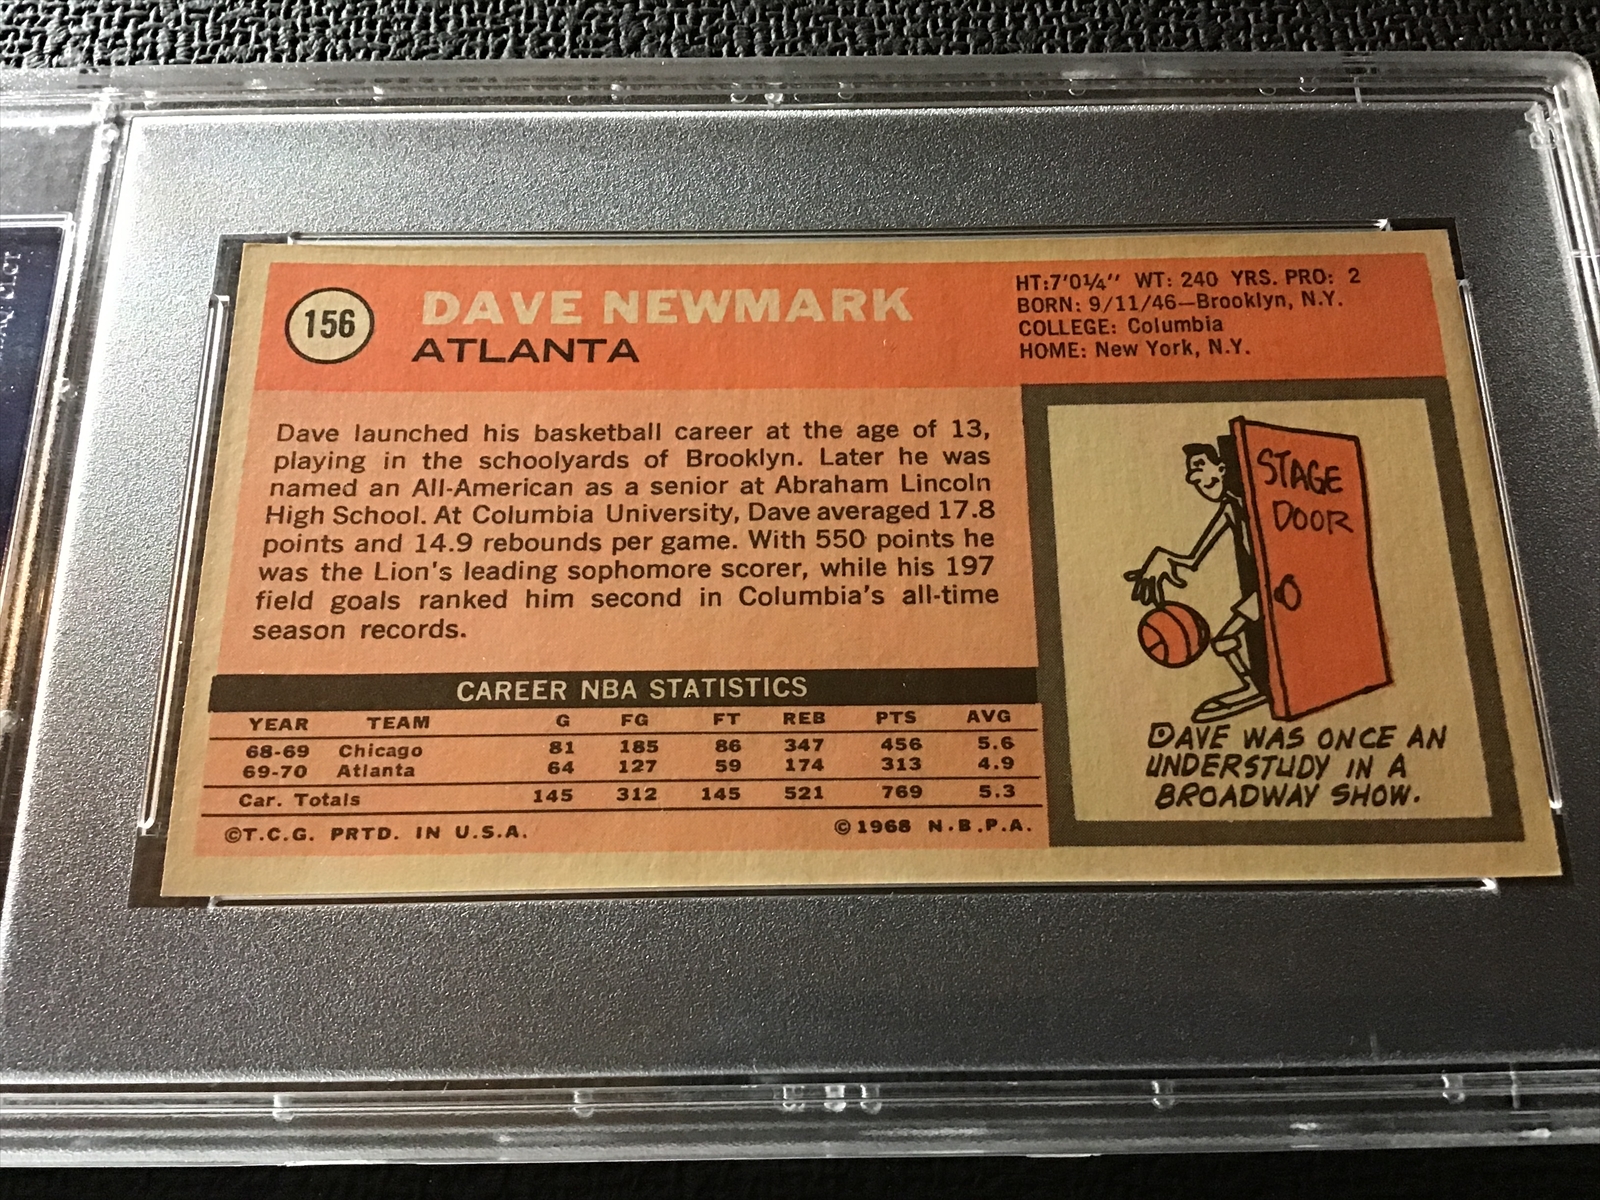 156
DAVE NEWMARK
ATLANTA
HT:7'0¼" WT: 240 YRS. PRO: 2
BORN: 9/11/46—Brooklyn, N.Y.
COLLEGE: Columbia
HOME: New York, N.Y.
Dave launched his basketball career at the age of 13,
playing in the schoolyards of Brooklyn. Later he was
named an All-American as a senior at Abraham Lincoln
High School. At Columbia University, Dave averaged 17.8
points and 14.9 rebounds per game. With 550 points he
was the Lion's leading sophomore scorer, while his 197
field goals ranked him second in Columbia's all-time
season records.
STAGE
DOOR
DAVE WAS ONCE AN
UNDERSTUDY IN A
BROADWAY SHOW.
CAREER NBA STATISTICS
YEAR TEAM G FG FT REB PTS AVG
68-69 Chicago 81 185 86 347 456 5.6
69-70 Atlanta 64 127 59 174 313 4.9
Car. Totals 145 312 145 521 769 5.3
©T.C.G. PRTD. IN U.S.A. © 1968 N.B.P.A.